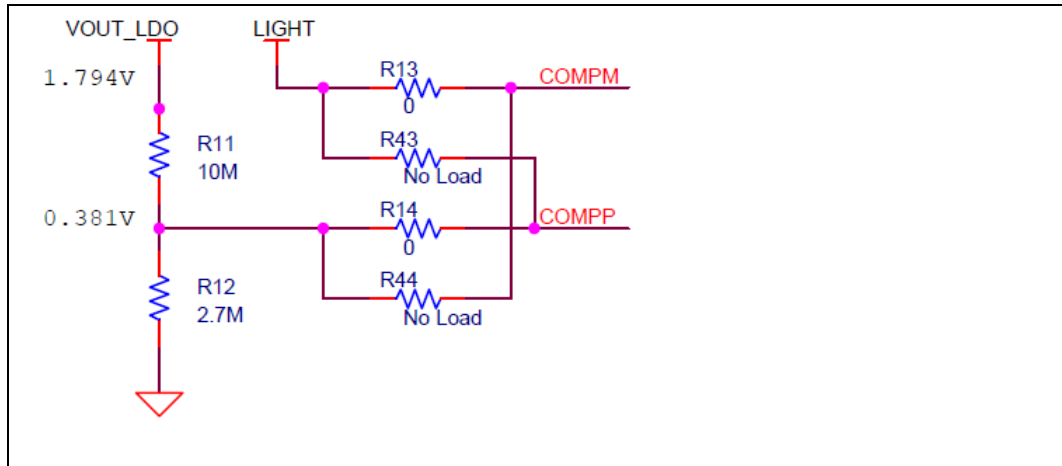 VOUT_LDO
LIGHT
1.794V
R13
0
COMPM
R11
10M
R43
No Load
0.381V
R14
0
COMPP
R12
2.7M
R44
No Load